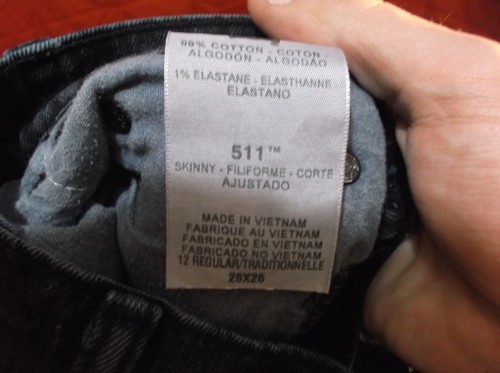 99% COTTON - COTON
ALGODÓN - ALGODÃO
1% ELASTANE - ELASTHANNE
ELASTANO
511™
SKINNY - FILIFORME - CORTE
AJUSTADO
MADE IN VIETNAM
FABRIQUE AU VIETNAM
FABRICADO EN VIETNAM
FABRICADO NO VIETNAM
12 REGULAR/TRADITIONNELLE
26X26